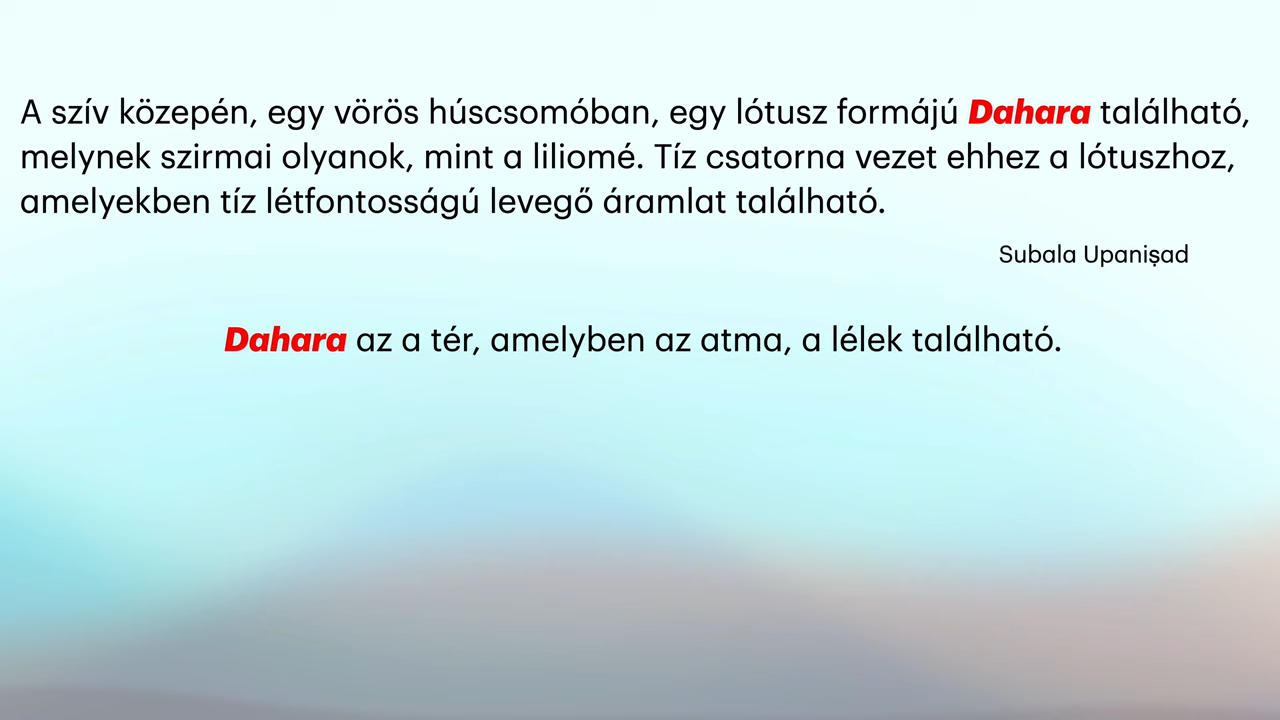 A szív közepén, egy vörös húscsomóban, egy lótusz formájú Dahara található,
melynek szirmai olyanok, mint a liliomé. Tíz csatorna vezet ehhez a lótuszhoz,
amelyekben tíz létfontosságú levegő áramlat található.
Subala Upaniṣad
Dahara az a tér, amelyben az atma, a lélek található.